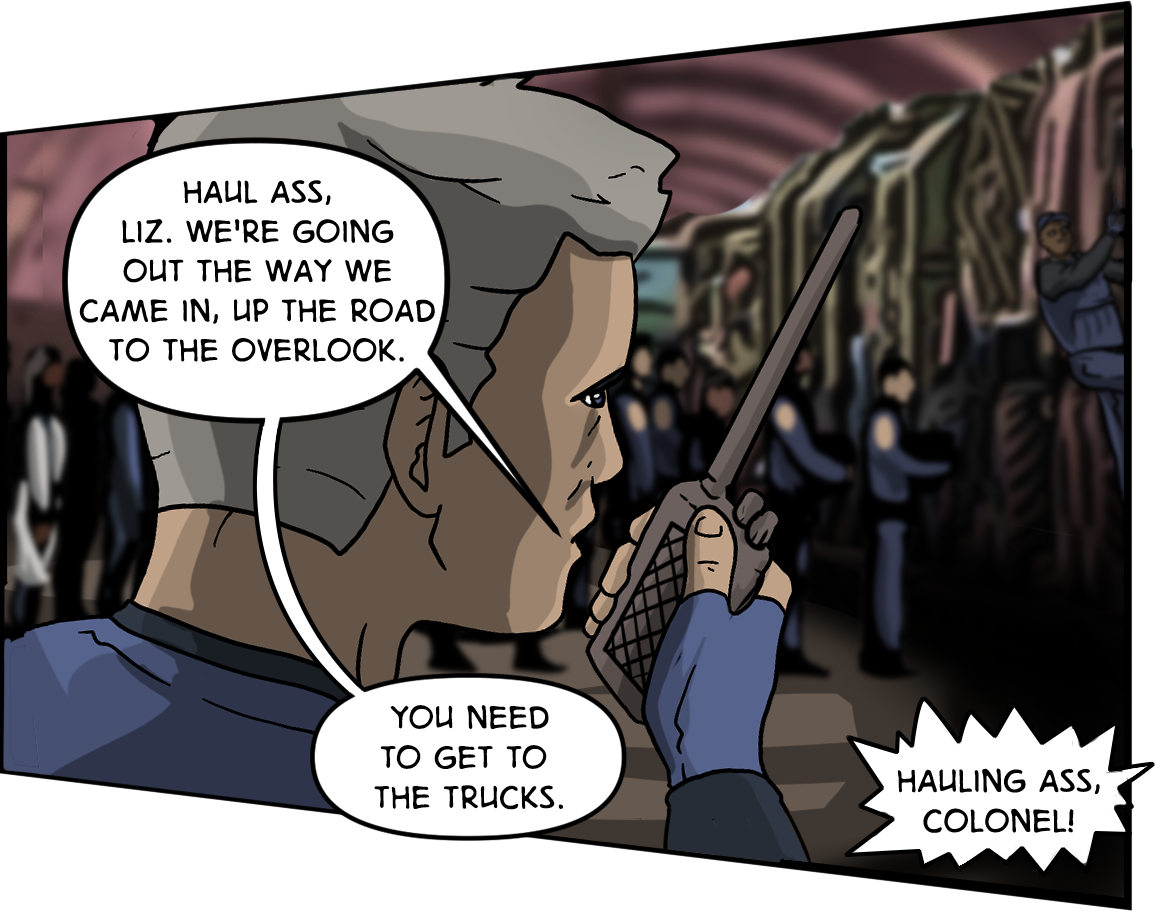 HAUL ASS,
LIZ. WE'RE GOING
OUT THE WAY WE
CAME IN, UP THE ROAD
TO THE OVERLOOK.
YOU NEED
TO GET TO
THE TRUCKS.
HAULING ASS,
COLONEL!